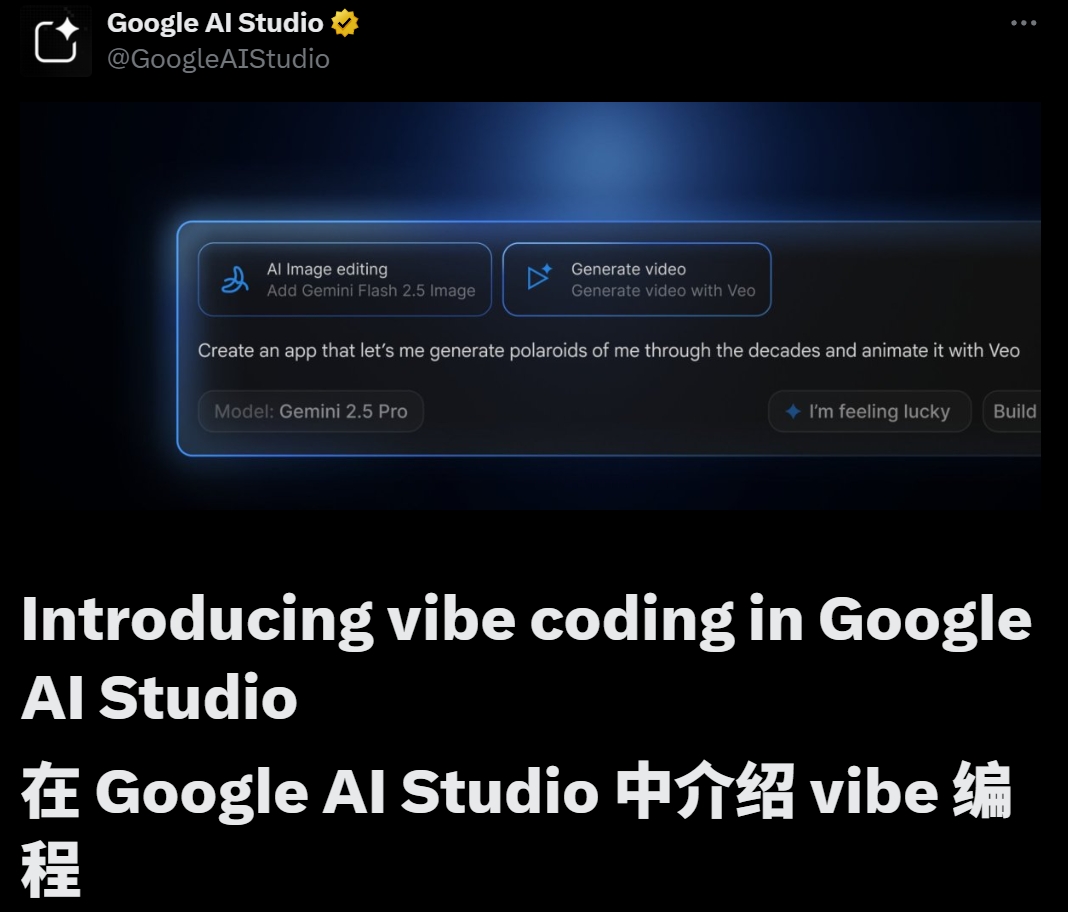 Google AI Studio
@GoogleAIStudio
AI Image editing
Add Gemini Flash 2.5 Image
Generate video
Generate video with Veo
Create an app that let’s me generate polaroids of me through the decades and animate it with Veo
Model: Gemini 2.5 Pro
I’m feeling lucky
Build
Introducing vibe coding in Google
AI Studio
在 Google AI Studio 中介绍 vibe 编
程